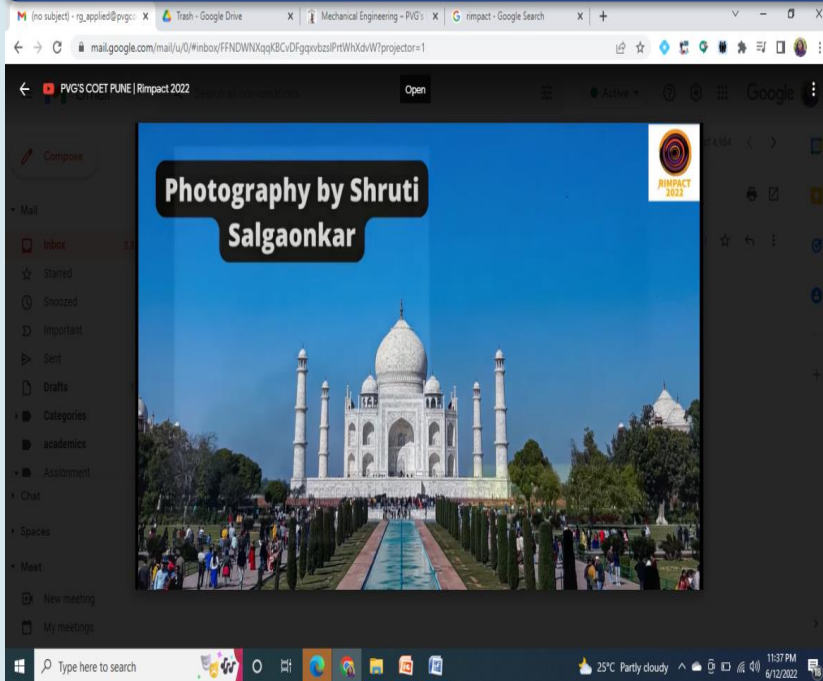 (no subject) - rg_applied@pvgco
Trash - Google Drive
Mechanical Engineering – PVG's
rimpact - Google Search
mail.google.com/mail/u/0/#inbox/FFNDWNXqqKBCvDFgqxvbzslPrtWhXdvW?projector=1
PVG'S COET PUNE | Rimpact 2022
Open
Active
Google
Compose
Mail
Inbox
Starred
Snoozed
Important
Sent
Drafts
Categories
academics
Assignment
Chat
Spaces
Meet
New meeting
My meetings
Photography by Shruti
Salgaonkar
RIMPACT
2022
Type here to search
25°C Partly cloudy
11:37 PM
6/12/2022
18